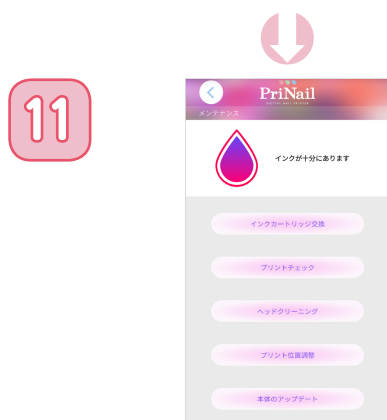 11
PriNail
DIGITAL NAIL PRINTER
メンテナンス
インクが十分にあります
インクカートリッジ交換
プリントチェック
ヘッドクリーニング
プリント位置調整
本体のアップデート